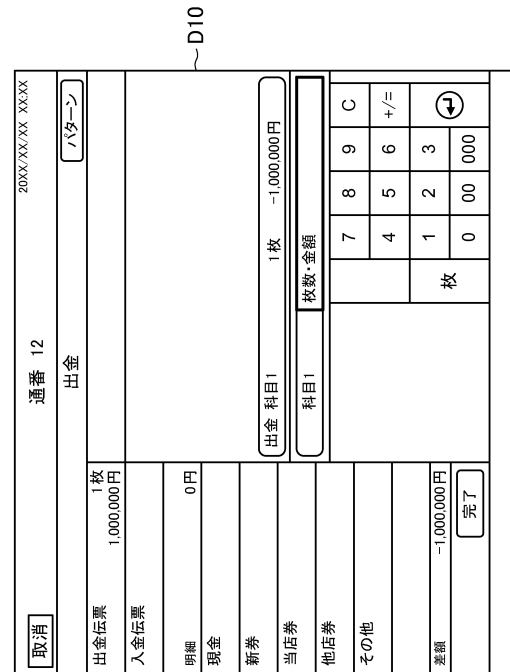 D10
取消
通番 12
20XX/XX/XX XX:XX
出金
パターン
出金伝票
1枚
1,000,000円
入金伝票
明細
0円
現金
新券
当店券
他店券
その他
差額
-1,000,000円
完了
出金 科目1 1枚 -1,000,000円
科目1
枚数・金額
7 8 9 C
4 5 6 +/=
枚 1 2 3
0 00 000